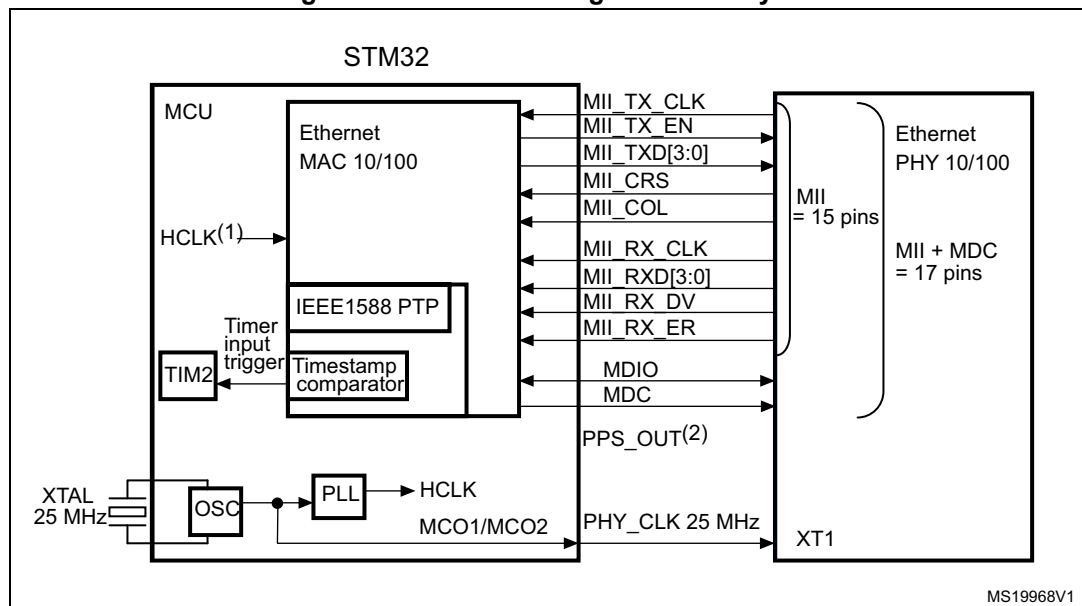 STM32
MCU
Ethernet
MAC 10/100
HCLK(1)
IEEE1588 PTP
Timer
input
trigger
TIM2
Timestamp
comparator
XTAL
25 MHz
OSC
PLL
HCLK
MCO1/MCO2
MII_TX_CLK
MII_TX_EN
MII_TXD[3:0]
MII_CRS
MII_COL
MII_RX_CLK
MII_RXD[3:0]
MII_RX_DV
MII_RX_ER
MDIO
MDC
PPS_OUT(2)
PHY_CLK 25 MHz
MII
= 15 pins
Ethernet
PHY 10/100
MII + MDC
= 17 pins
XT1
MS19968V1